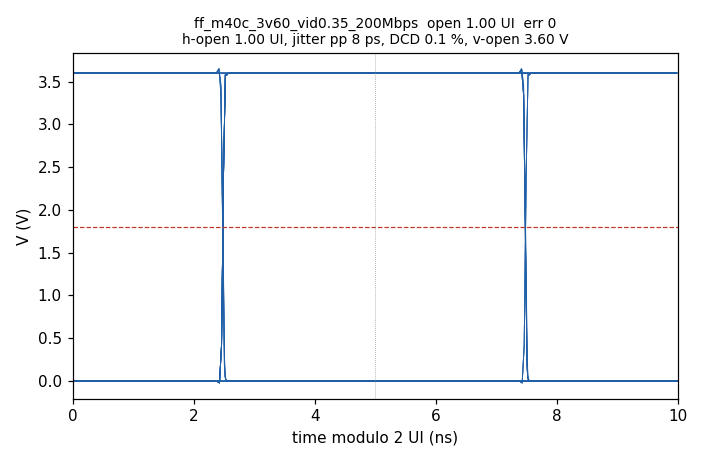 ff_m40c_3v60_vid0.35_200Mbps  open 1.00 UI  err 0
h-open 1.00 UI, jitter pp 8 ps, DCD 0.1 %, v-open 3.60 V
3.5
3.0
2.5
2.0
1.5
1.0
0.5
0.0
V (V)
0 2 4 6 8 10
time modulo 2 UI (ns)